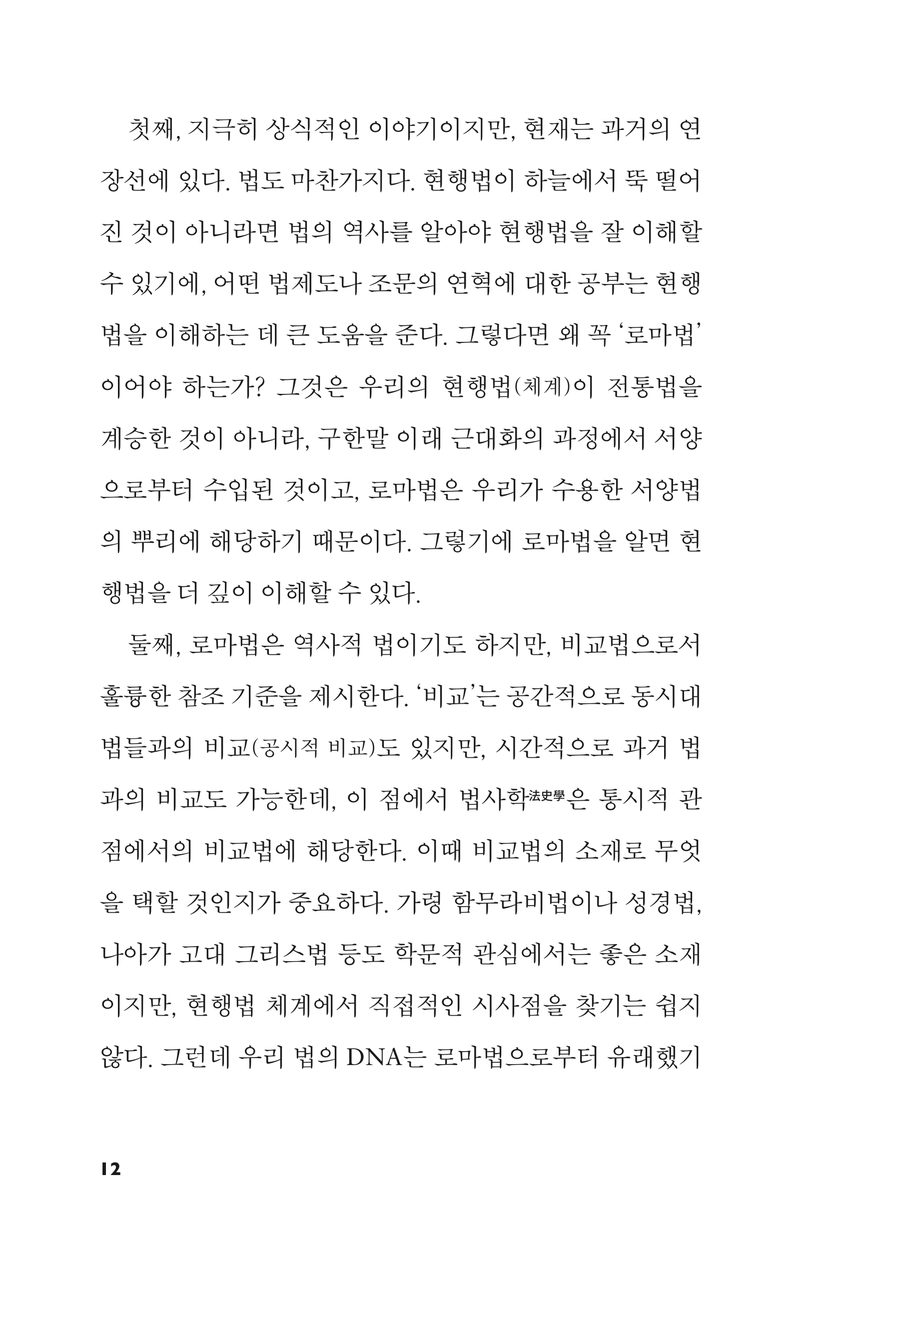 첫째, 지극히 상식적인 이야기이지만, 현재는 과거의 연
장선에 있다. 법도 마찬가지다. 현행법이 하늘에서 뚝 떨어
진 것이 아니라면 법의 역사를 알아야 현행법을 잘 이해할
수 있기에, 어떤 법제도나 조문의 연혁에 대한 공부는 현행
법을 이해하는 데 큰 도움을 준다. 그렇다면 왜 꼭 ‘로마법’
이어야 하는가? 그것은 우리의 현행법(체계)이 전통법을
계승한 것이 아니라, 구한말 이래 근대화의 과정에서 서양
으로부터 수입된 것이고, 로마법은 우리가 수용한 서양법
의 뿌리에 해당하기 때문이다. 그렇기에 로마법을 알면 현
행법을 더 깊이 이해할 수 있다.
둘째, 로마법은 역사적 법이기도 하지만, 비교법으로서
훌륭한 참조 기준을 제시한다. ‘비교’는 공간적으로 동시대
법들과의 비교(공시적 비교)도 있지만, 시간적으로 과거 법
과의 비교도 가능한데, 이 점에서 법사학法史學은 통시적 관
점에서의 비교법에 해당한다. 이때 비교법의 소재로 무엇
을 택할 것인지가 중요하다. 가령 함무라비법이나 성경법,
나아가 고대 그리스법 등도 학문적 관심에서는 좋은 소재
이지만, 현행법 체계에서 직접적인 시사점을 찾기는 쉽지
않다. 그런데 우리 법의 DNA는 로마법으로부터 유래했기
12